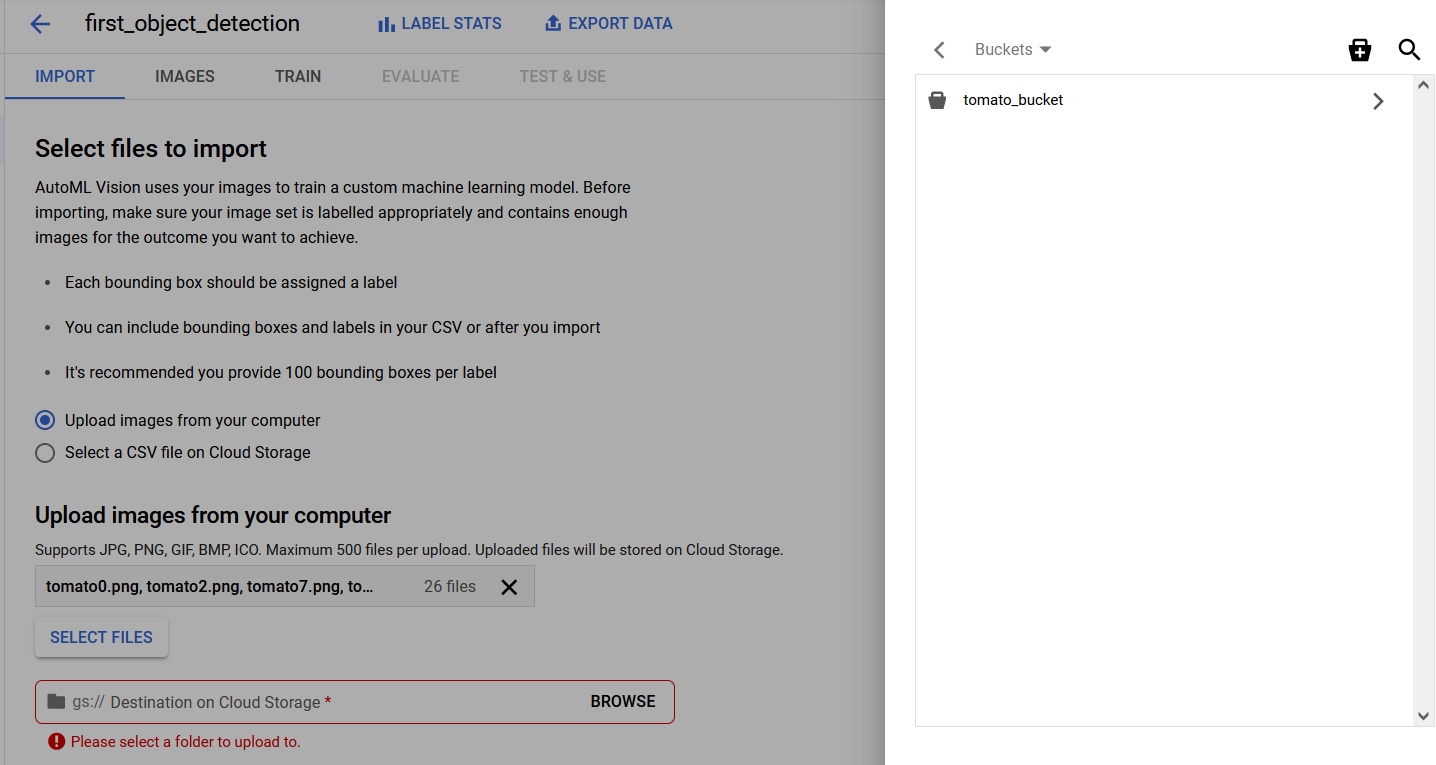 first_object_detection
LABEL STATS
EXPORT DATA
IMPORT
IMAGES
TRAIN
EVALUATE
TEST & USE
Select files to import
AutoML Vision uses your images to train a custom machine learning model. Before
importing, make sure your image set is labelled appropriately and contains enough
images for the outcome you want to achieve.
• Each bounding box should be assigned a label
• You can include bounding boxes and labels in your CSV or after you import
• It's recommended you provide 100 bounding boxes per label
Upload images from your computer
Select a CSV file on Cloud Storage
Upload images from your computer
Supports JPG, PNG, GIF, BMP, ICO. Maximum 500 files per upload. Uploaded files will be stored on Cloud Storage.
tomato0.png, tomato2.png, tomato7.png, to... 26 files
SELECT FILES
gs:// Destination on Cloud Storage * BROWSE
Please select a folder to upload to.
Buckets
tomato_bucket